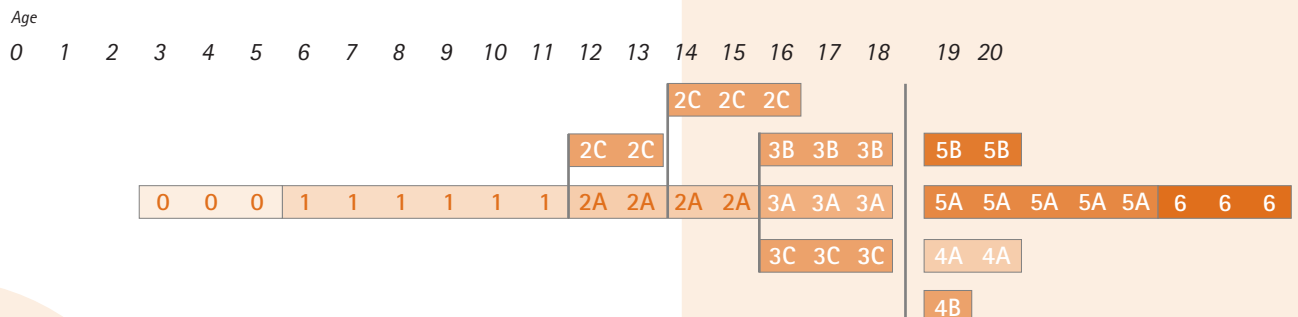 Age
0 1 2 3 4 5 6 7 8 9 10 11 12 13 14 15 16 17 18 19 20
2C 2C 2C
2C 2C 3B 3B 3B 5B 5B
0 0 0 1 1 1 1 1 1 2A 2A 2A 2A 3A 3A 3A 5A 5A 5A 5A 5A 6 6 6
3C 3C 3C 4A 4A
4B